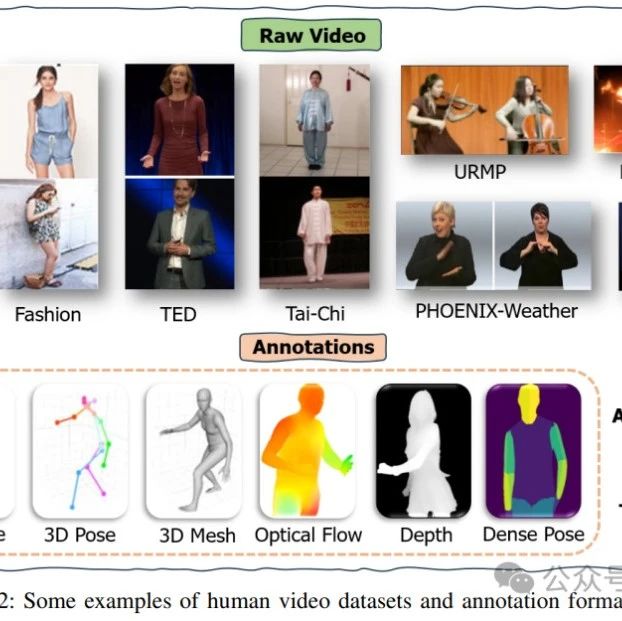 Raw Video
URMP
Fashion
TED
Tai-Chi
PHOENIX-Weather
Annotations
3D Pose
3D Mesh
Optical Flow
Depth
Dense Pose
公众号
2: Some examples of human video datasets and annotation forma